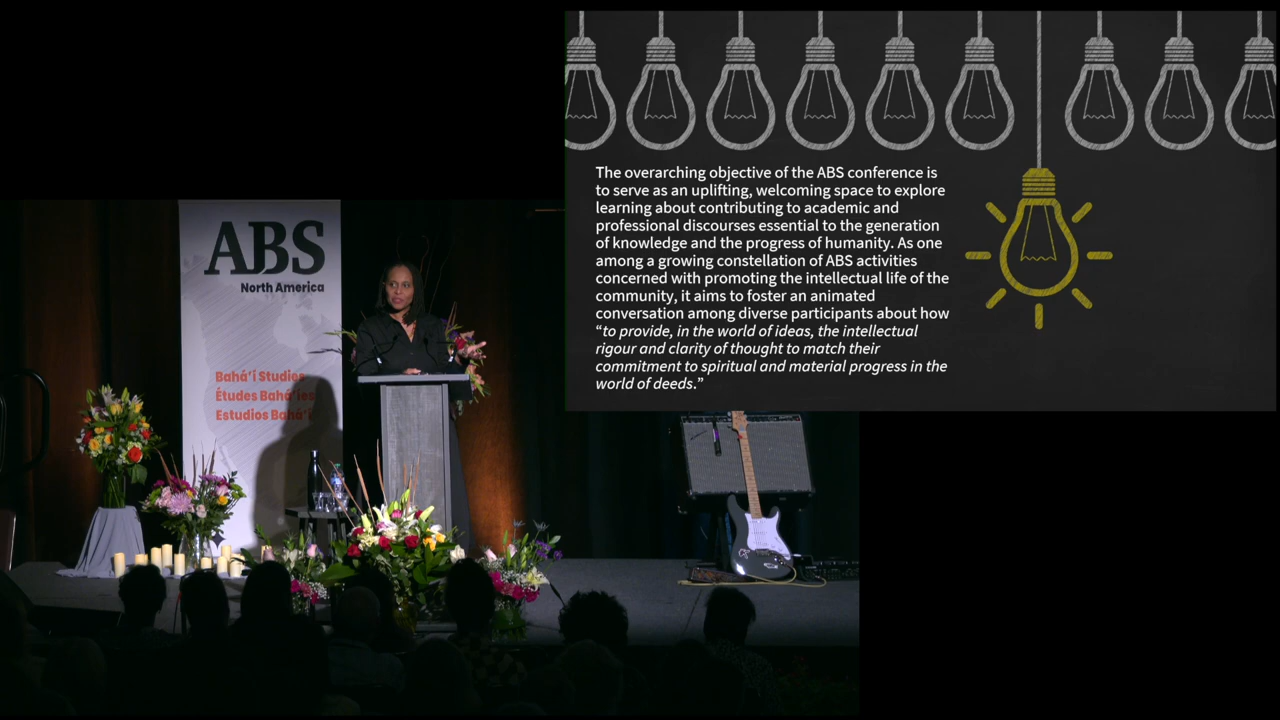 ABS
North America
Bahá'í Studies
Études Bahá'íes
Estudios Bahá'í
The overarching objective of the ABS conference is
to serve as an uplifting, welcoming space to explore
learning about contributing to academic and
professional discourses essential to the generation
of knowledge and the progress of humanity. As one
among a growing constellation of ABS activities
concerned with promoting the intellectual life of the
community, it aims to foster an animated
conversation among diverse participants about how
“to provide, in the world of ideas, the intellectual
rigour and clarity of thought to match their
commitment to spiritual and material progress in the
world of deeds.”